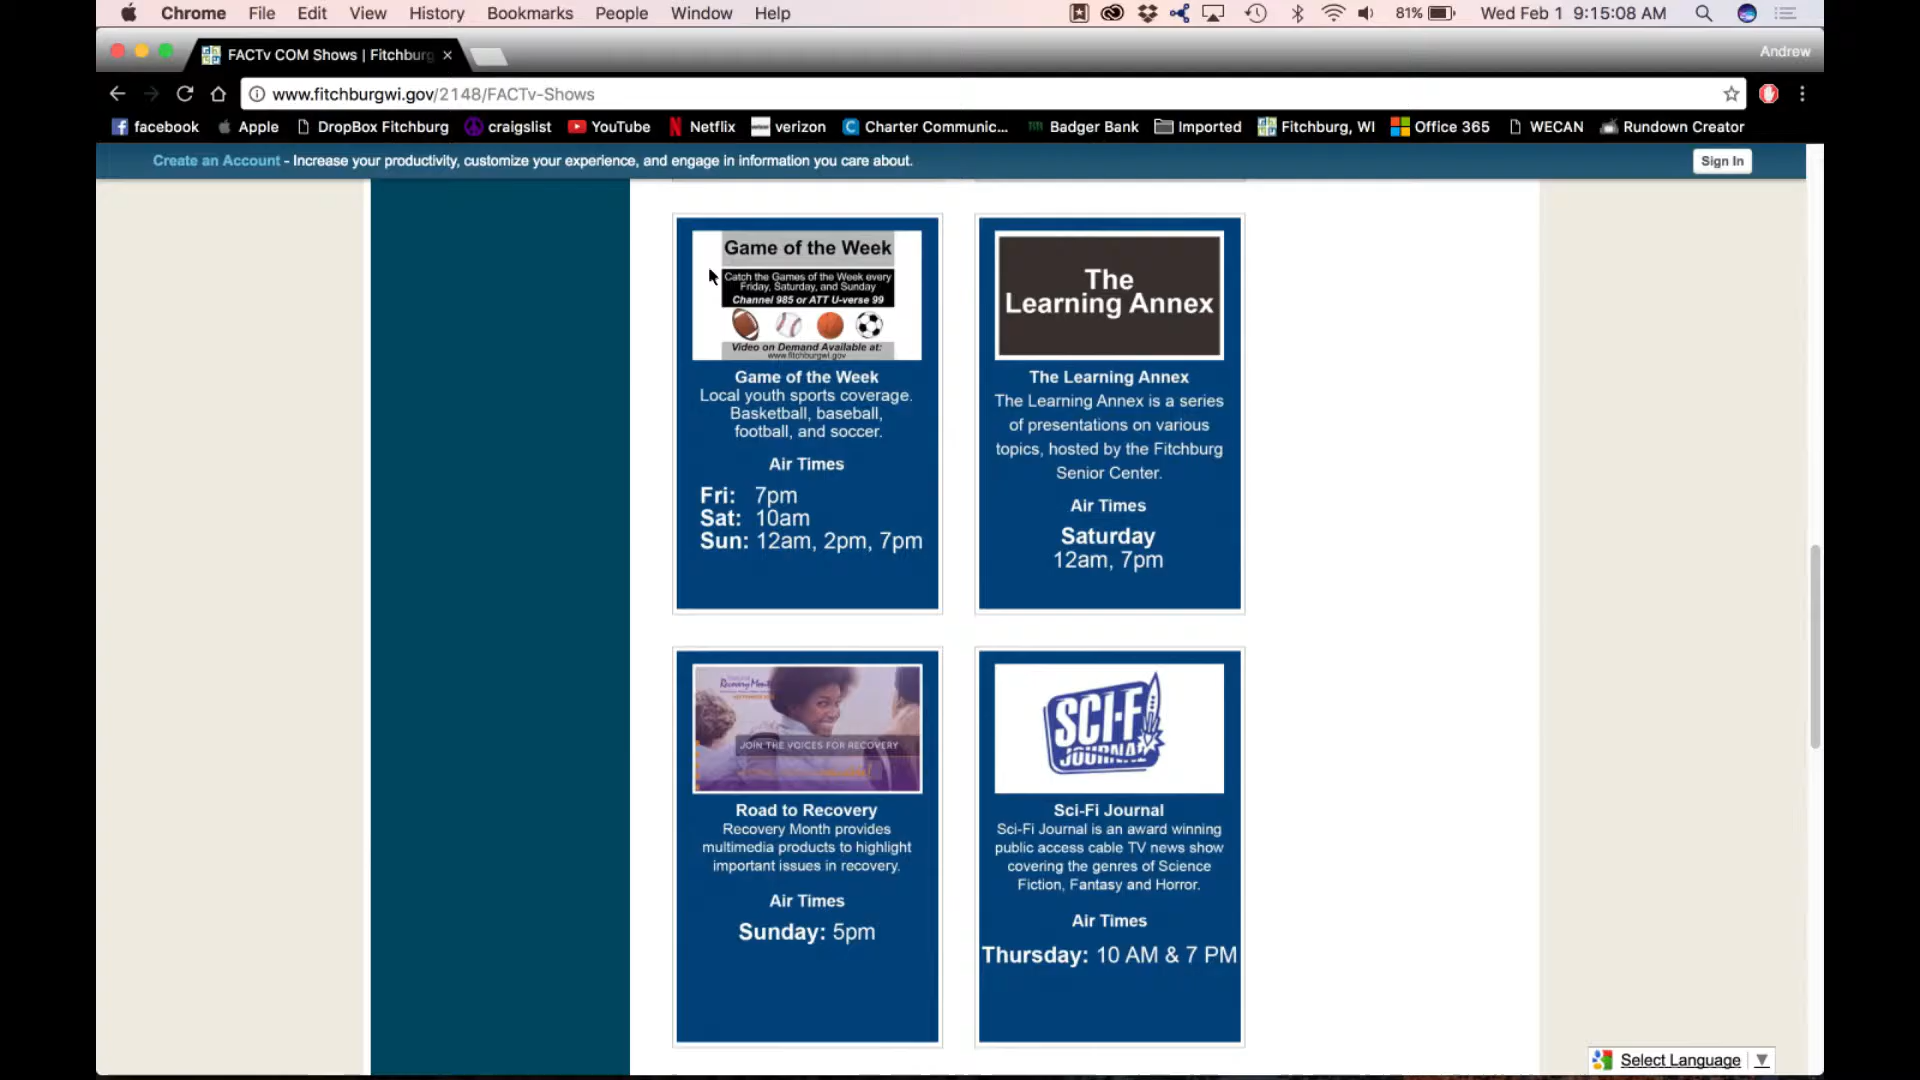 Chrome File Edit View History Bookmarks People Window Help 81% Wed Feb 1 9:15:08 AM
FACTv COM Shows | Fitchburg Andrew
www.fitchburgwi.gov/2148/FACTv-Shows
facebook Apple DropBox Fitchburg craigslist YouTube Netflix verizon Charter Communic... Badger Bank Imported Fitchburg, WI Office 365 WECAN Rundown Creator
Create an Account - Increase your productivity, customize your experience, and engage in information you care about. Sign In
Game of the Week
Catch the Games of the Week every
Friday, Saturday, and Sunday
Channel 985 or ATT U-verse 99
Video on Demand Available at:
www.fitchburgwi.gov
Game of the Week
Local youth sports coverage.
Basketball, baseball,
football, and soccer.
Air Times
Fri: 7pm
Sat: 10am
Sun: 12am, 2pm, 7pm
The
Learning Annex
The Learning Annex
The Learning Annex is a series
of presentations on various
topics, hosted by the Fitchburg
Senior Center.
Air Times
Saturday
12am, 7pm
Recovery Month
JOIN THE VOICES FOR RECOVERY
Road to Recovery
Recovery Month provides
multimedia products to highlight
important issues in recovery.
Air Times
Sunday: 5pm
SCI-FI
JOURNAL
Sci-Fi Journal
Sci-Fi Journal is an award winning
public access cable TV news show
covering the genres of Science
Fiction, Fantasy and Horror.
Air Times
Thursday: 10 AM & 7 PM
Select Language